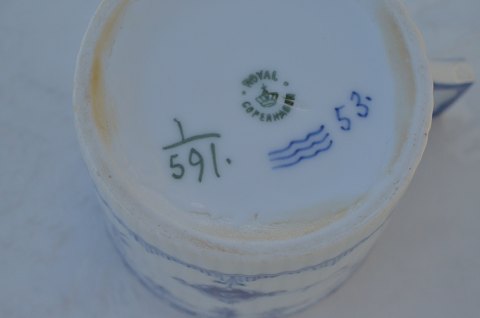 ROYAL
COPENHAGEN
1
591.
53.